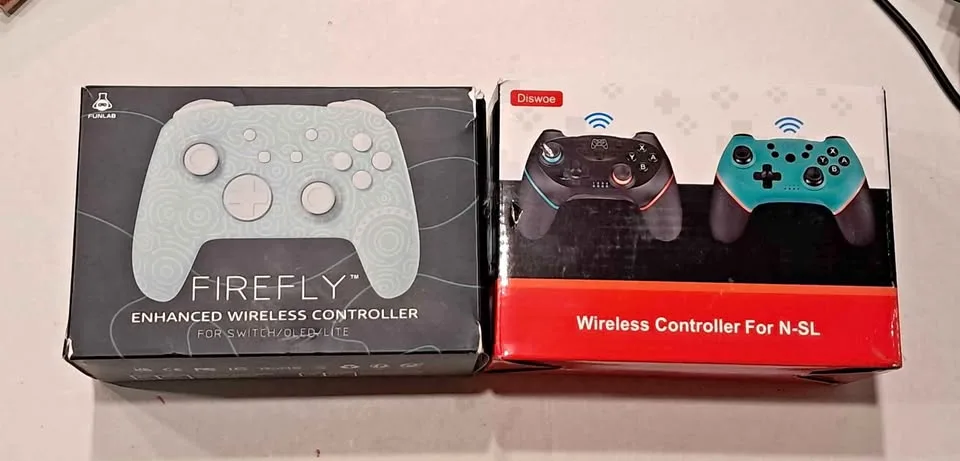 FUNLAB
FIREFLY™
ENHANCED WIRELESS CONTROLLER
FOR SWITCH/OLED/LITE
Diswoe
X
Y A
B
X
Y A
B
Wireless Controller For N-SL